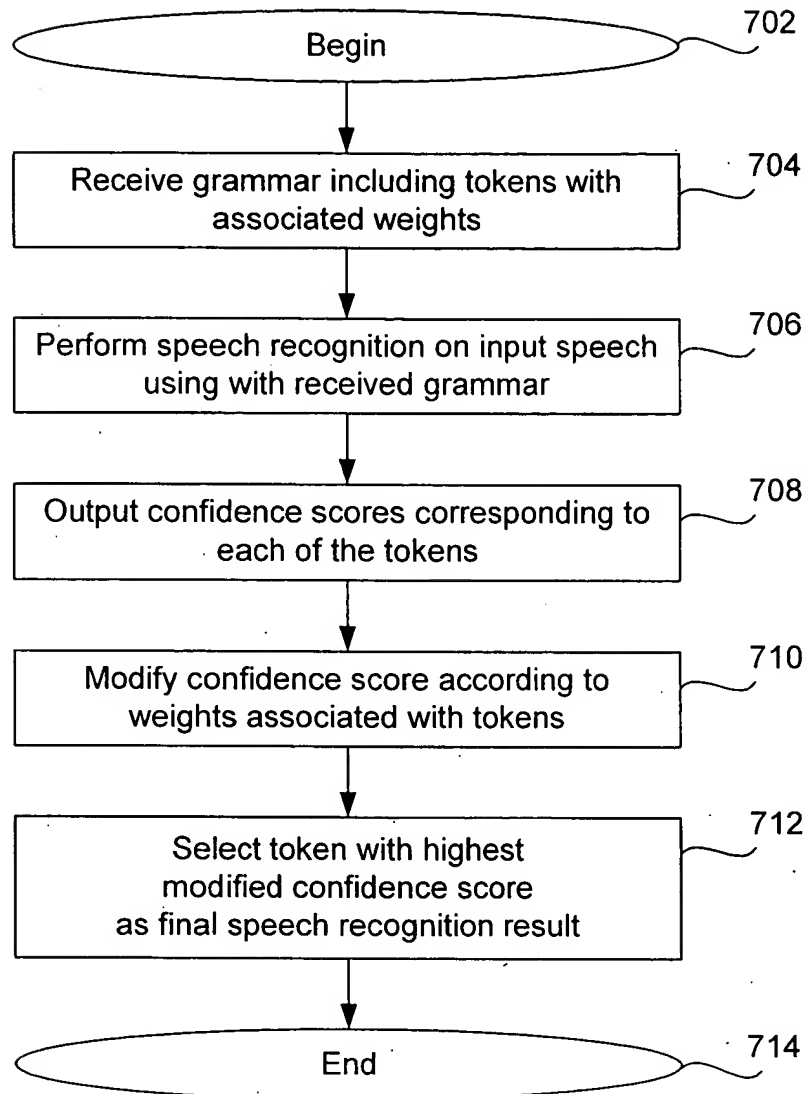 702
Begin
704
Receive grammar including tokens with
associated weights
706
Perform speech recognition on input speech
using with received grammar
708
Output confidence scores corresponding to
each of the tokens
710
Modify confidence score according to
weights associated with tokens
712
Select token with highest
modified confidence score
as final speech recognition result
End
714